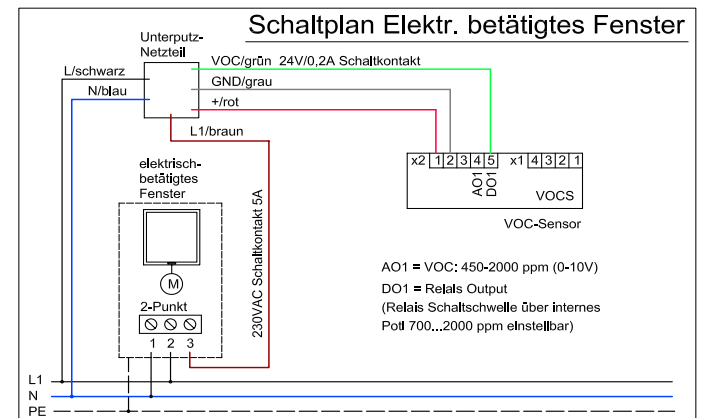 Schaltplan Elektr. betätigtes Fenster
Unterputz-
Netzteil
L/schwarz
N/blau
VOC/grün 24V/0,2A Schaltkontakt
GND/grau
+/rot
L1/braun
x2 1 2 3 4 5 x1 4 3 2 1
AO1
DO1
VOCS
VOC-Sensor
elektrisch-
betätigtes
Fenster
M
2-Punkt
1 2 3
230VAC Schaltkontakt 5A
AO1 = VOC: 450-2000 ppm (0-10V)
DO1 = Relais Output
(Relais Schaltschwelle über internes
Poti 700...2000 ppm einstellbar)
L1
N
PE